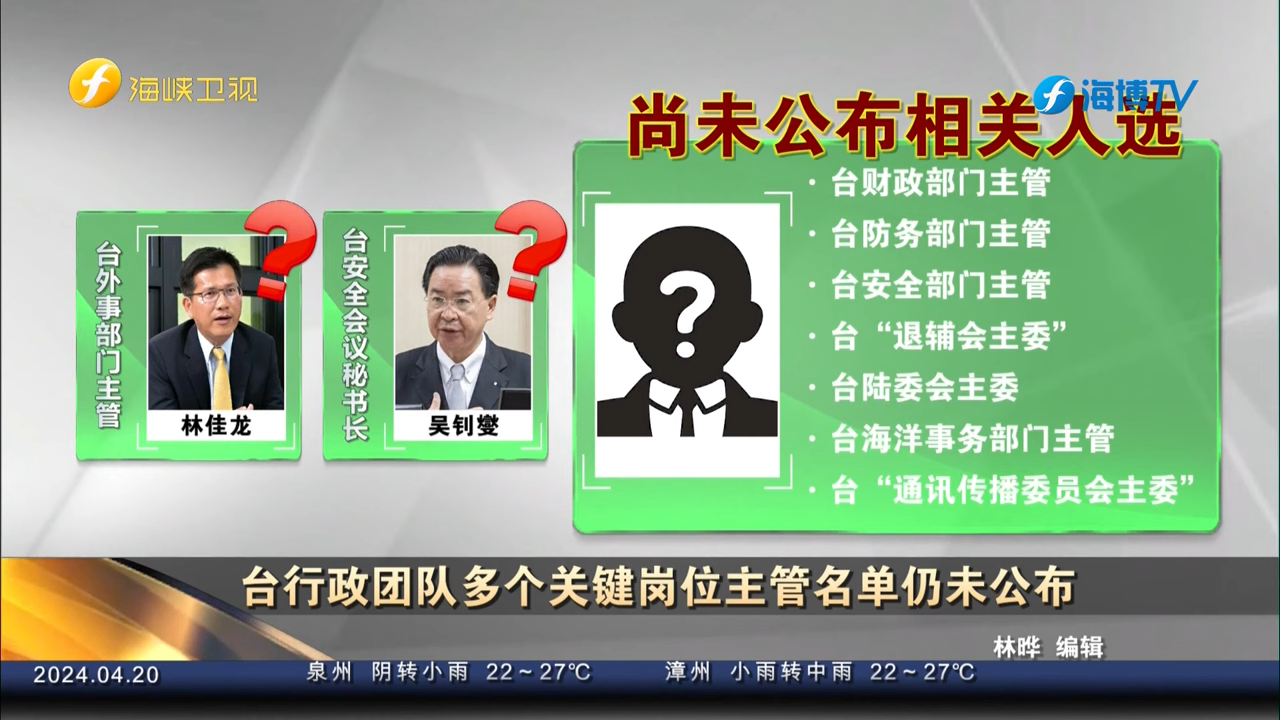 海峡卫视
海博TV
尚未公布相关人选
台外事部门主管
林佳龙
台安全会议秘书长
吴钊燮
· 台财政部门主管
· 台防务部门主管
· 台安全部门主管
· 台“退辅会主委”
· 台陆委会主委
· 台海洋事务部门主管
· 台“通讯传播委员会主委”
台行政团队多个关键岗位主管名单仍未公布
林晔 编辑
2024.04.20 泉州 阴转小雨 22～27℃ 漳州 小雨转中雨 22～27℃